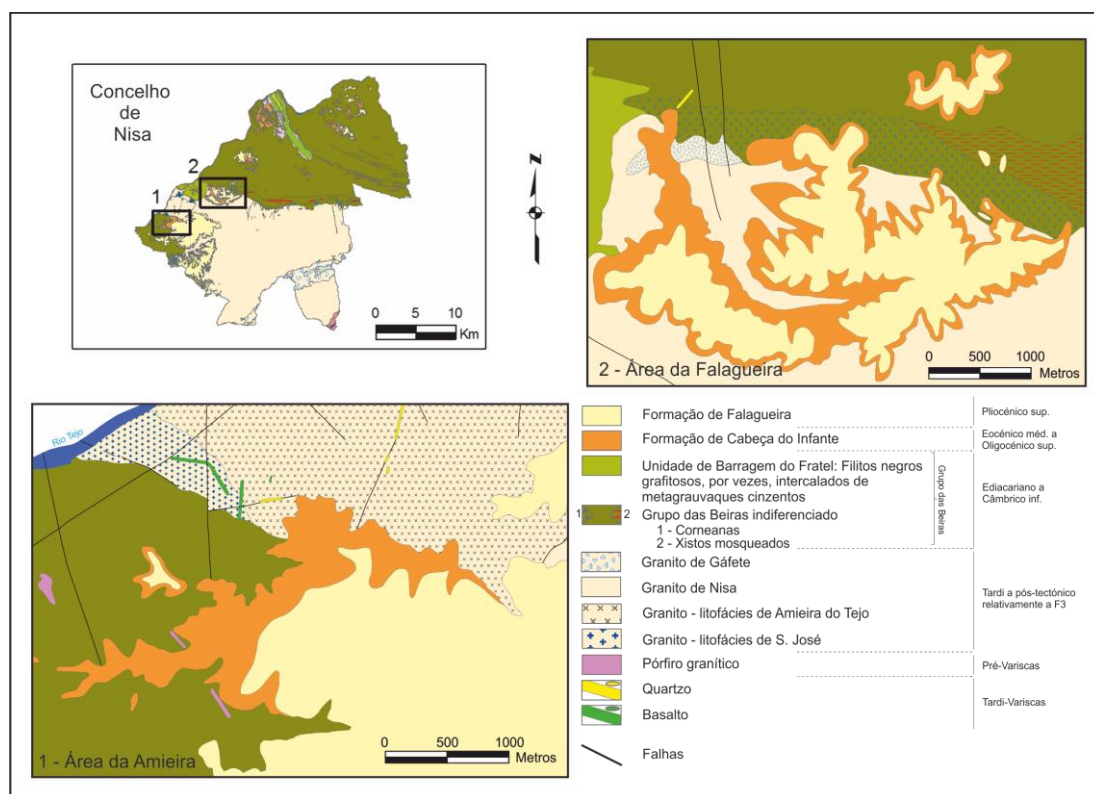 Concelho
de
Nisa
2
1
N
0 5 10
Km
2 - Área da Falagueira
0 500 1000
Metros
Rio Tejo
1 - Área da Amieira
0 500 1000
Metros
Formação de Falagueira
Pliocénico sup.
Formação de Cabeça do Infante
Eocénico méd. a
Oligocénico sup.
Unidade de Barragem do Fratel: Filitos negros
grafitosos, por vezes, intercalados de
metagrauvaques cinzentos
Grupo das Beiras
Ediacariano a
Câmbrico inf.
1 2 Grupo das Beiras indiferenciado
1 - Corneanas
2 - Xistos mosqueados
Granito de Gáfete
Granito de Nisa
Granito - litofácies de Amieira do Tejo
Granito - litofácies de S. José
Tardi a pós-tectónico
relativamente a F3
Pórfiro granítico
Pré-Variscas
Quartzo
Basalto
Tardi-Variscas
Falhas